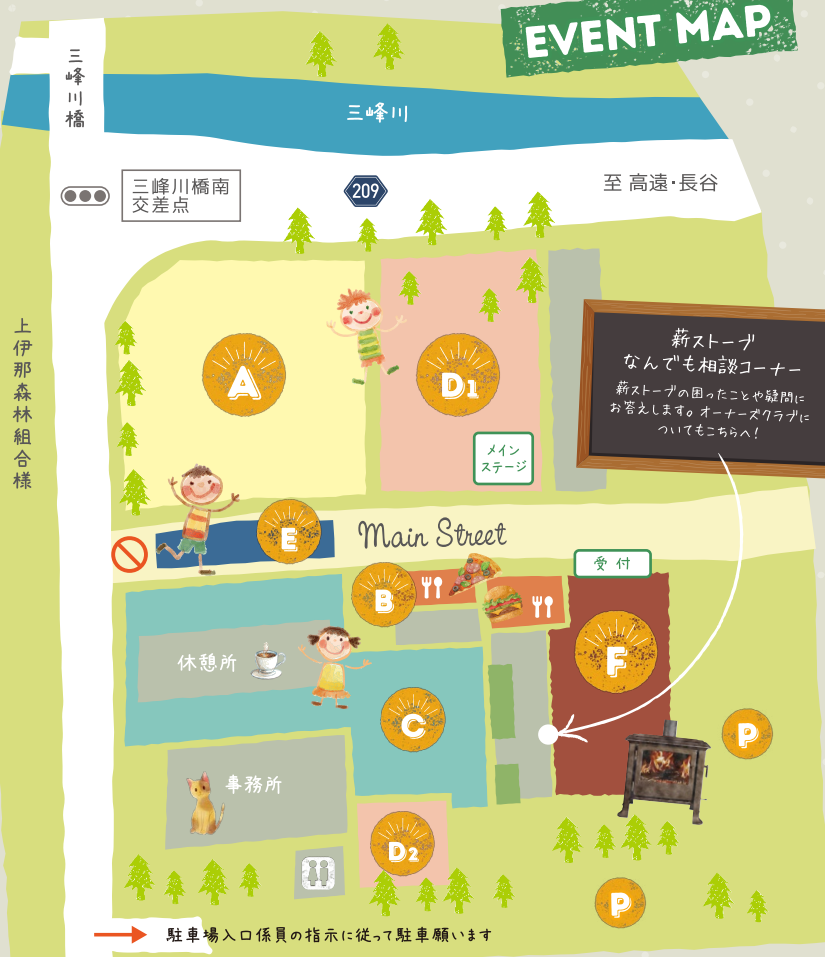 EVENT MAP
三峰川橋
三峰川
三峰川橋南
交差点
209
至 高遠・長谷
上伊那森林組合様
A
D1
メイン
ステージ
薪ストーブ
なんでも相談コーナー
薪ストーブの困ったことや疑問に
お答えします。オーナーズクラブに
ついてもこちらへ!
E
Main Street
受付
B
F
休憩所
C
P
事務所
D2
P
駐車場入口係員の指示に従って駐車願います